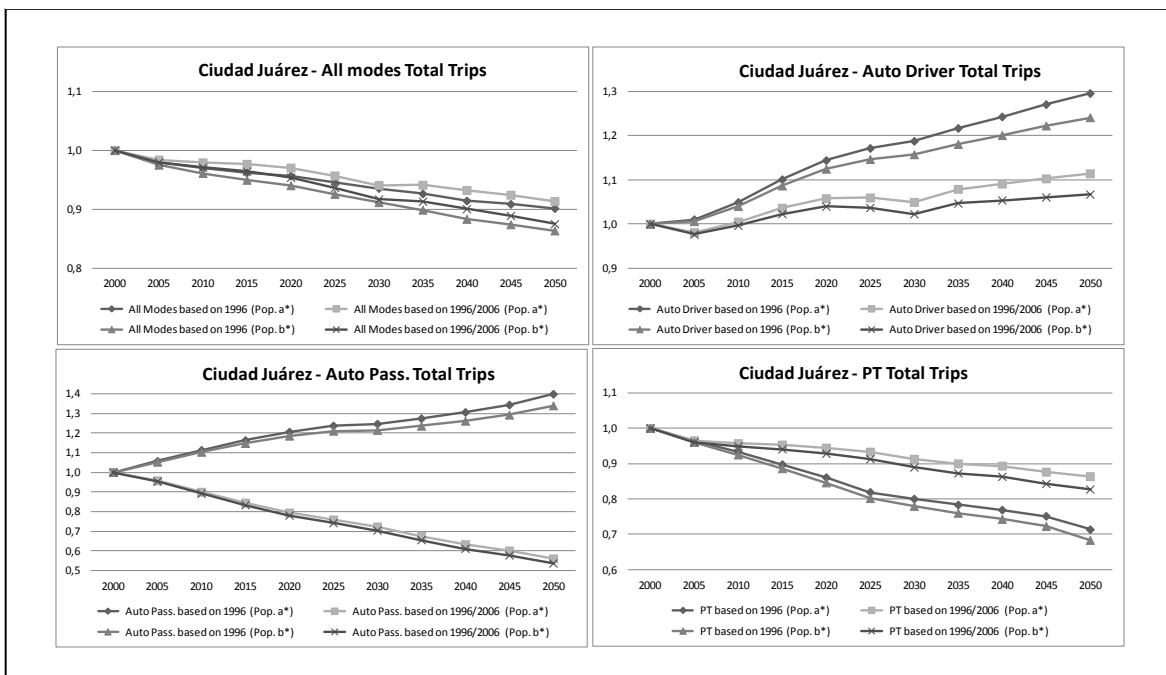 Ciudad Juárez - All modes Total Trips
1,1
1,0
0,9
0,8
2000 2005 2010 2015 2020 2025 2030 2035 2040 2045 2050
All Modes based on 1996 (Pop. a*) All Modes based on 1996/2006 (Pop. a*)
All Modes based on 1996 (Pop. b*) All Modes based on 1996/2006 (Pop. b*)
Ciudad Juárez - Auto Driver Total Trips
1,3
1,2
1,1
1,0
0,9
2000 2005 2010 2015 2020 2025 2030 2035 2040 2045 2050
Auto Driver based on 1996 (Pop. a*) Auto Driver based on 1996/2006 (Pop. a*)
Auto Driver based on 1996 (Pop. b*) Auto Driver based on 1996/2006 (Pop. b*)
Ciudad Juárez - Auto Pass. Total Trips
1,4
1,3
1,2
1,1
1,0
0,9
0,8
0,7
0,6
0,5
2000 2005 2010 2015 2020 2025 2030 2035 2040 2045 2050
Auto Pass. based on 1996 (Pop. a*) Auto Pass. based on 1996/2006 (Pop. a*)
Auto Pass. based on 1996 (Pop. b*) Auto Pass. based on 1996/2006 (Pop. b*)
Ciudad Juárez - PT Total Trips
1,1
1,0
0,9
0,8
0,7
0,6
2000 2005 2010 2015 2020 2025 2030 2035 2040 2045 2050
PT based on 1996 (Pop. a*) PT based on 1996/2006 (Pop. a*)
PT based on 1996 (Pop. b*) PT based on 1996/2006 (Pop. b*)